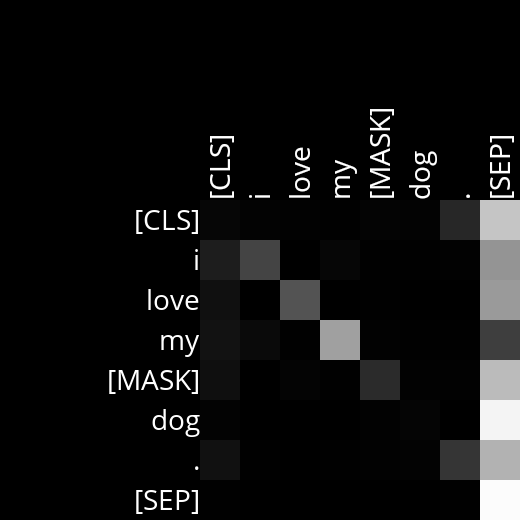 [CLS] i love my [MASK] dog . [SEP]
[CLS]
i
love
my
[MASK]
dog
.
[SEP]